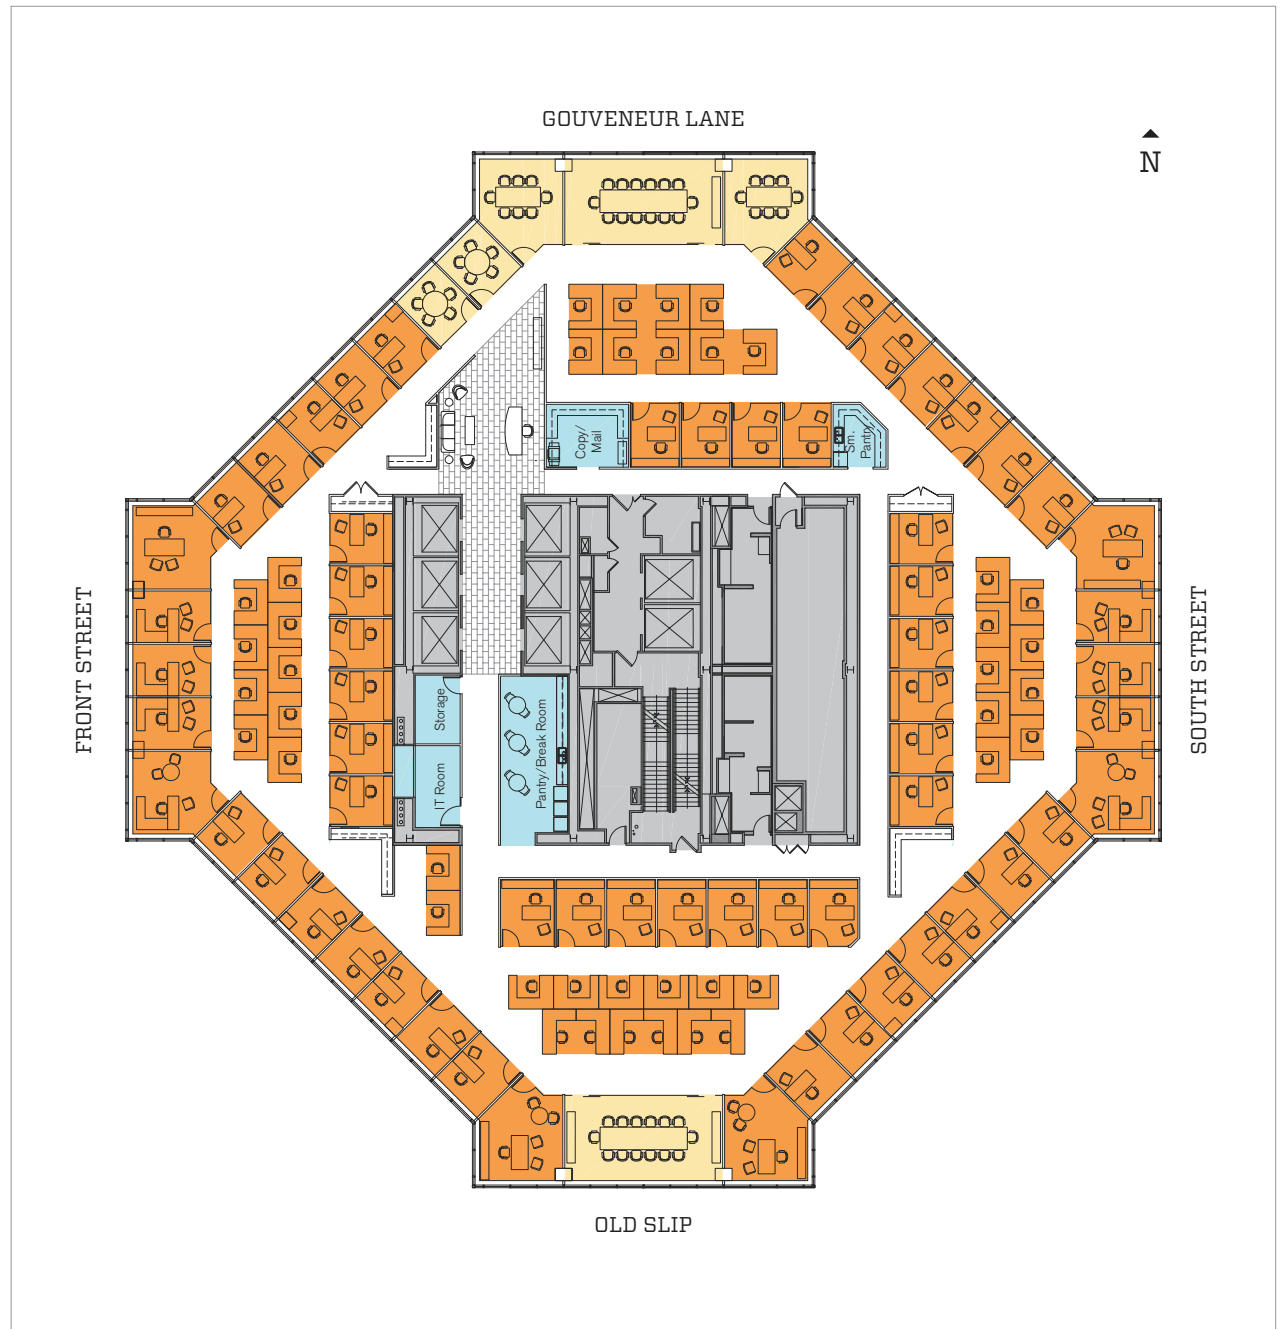 GOUVENEUR LANE
N
Copy/
Mail
Sm.
Pantry
FRONT STREET
SOUTH STREET
Storage
IT Room
Pantry/Break Room
OLD SLIP